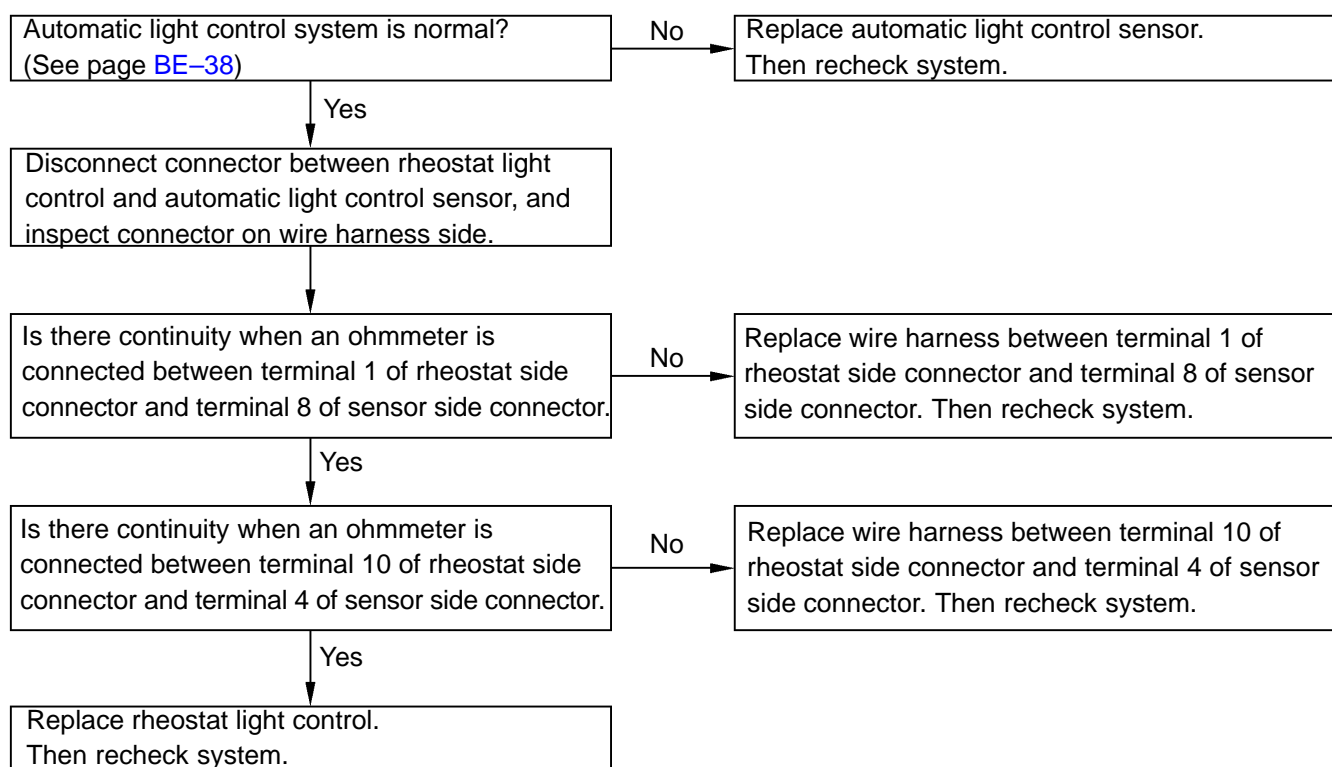 Automatic light control system is normal?
(See page BE–38)
No
Replace automatic light control sensor.
Then recheck system.
Yes
Disconnect connector between rheostat light
control and automatic light control sensor, and
inspect connector on wire harness side.
Is there continuity when an ohmmeter is
connected between terminal 1 of rheostat side
connector and terminal 8 of sensor side connector.
No
Replace wire harness between terminal 1 of
rheostat side connector and terminal 8 of sensor
side connector. Then recheck system.
Yes
Is there continuity when an ohmmeter is
connected between terminal 10 of rheostat side
connector and terminal 4 of sensor side connector.
No
Replace wire harness between terminal 10 of
rheostat side connector and terminal 4 of sensor
side connector. Then recheck system.
Yes
Replace rheostat light control.
Then recheck system.